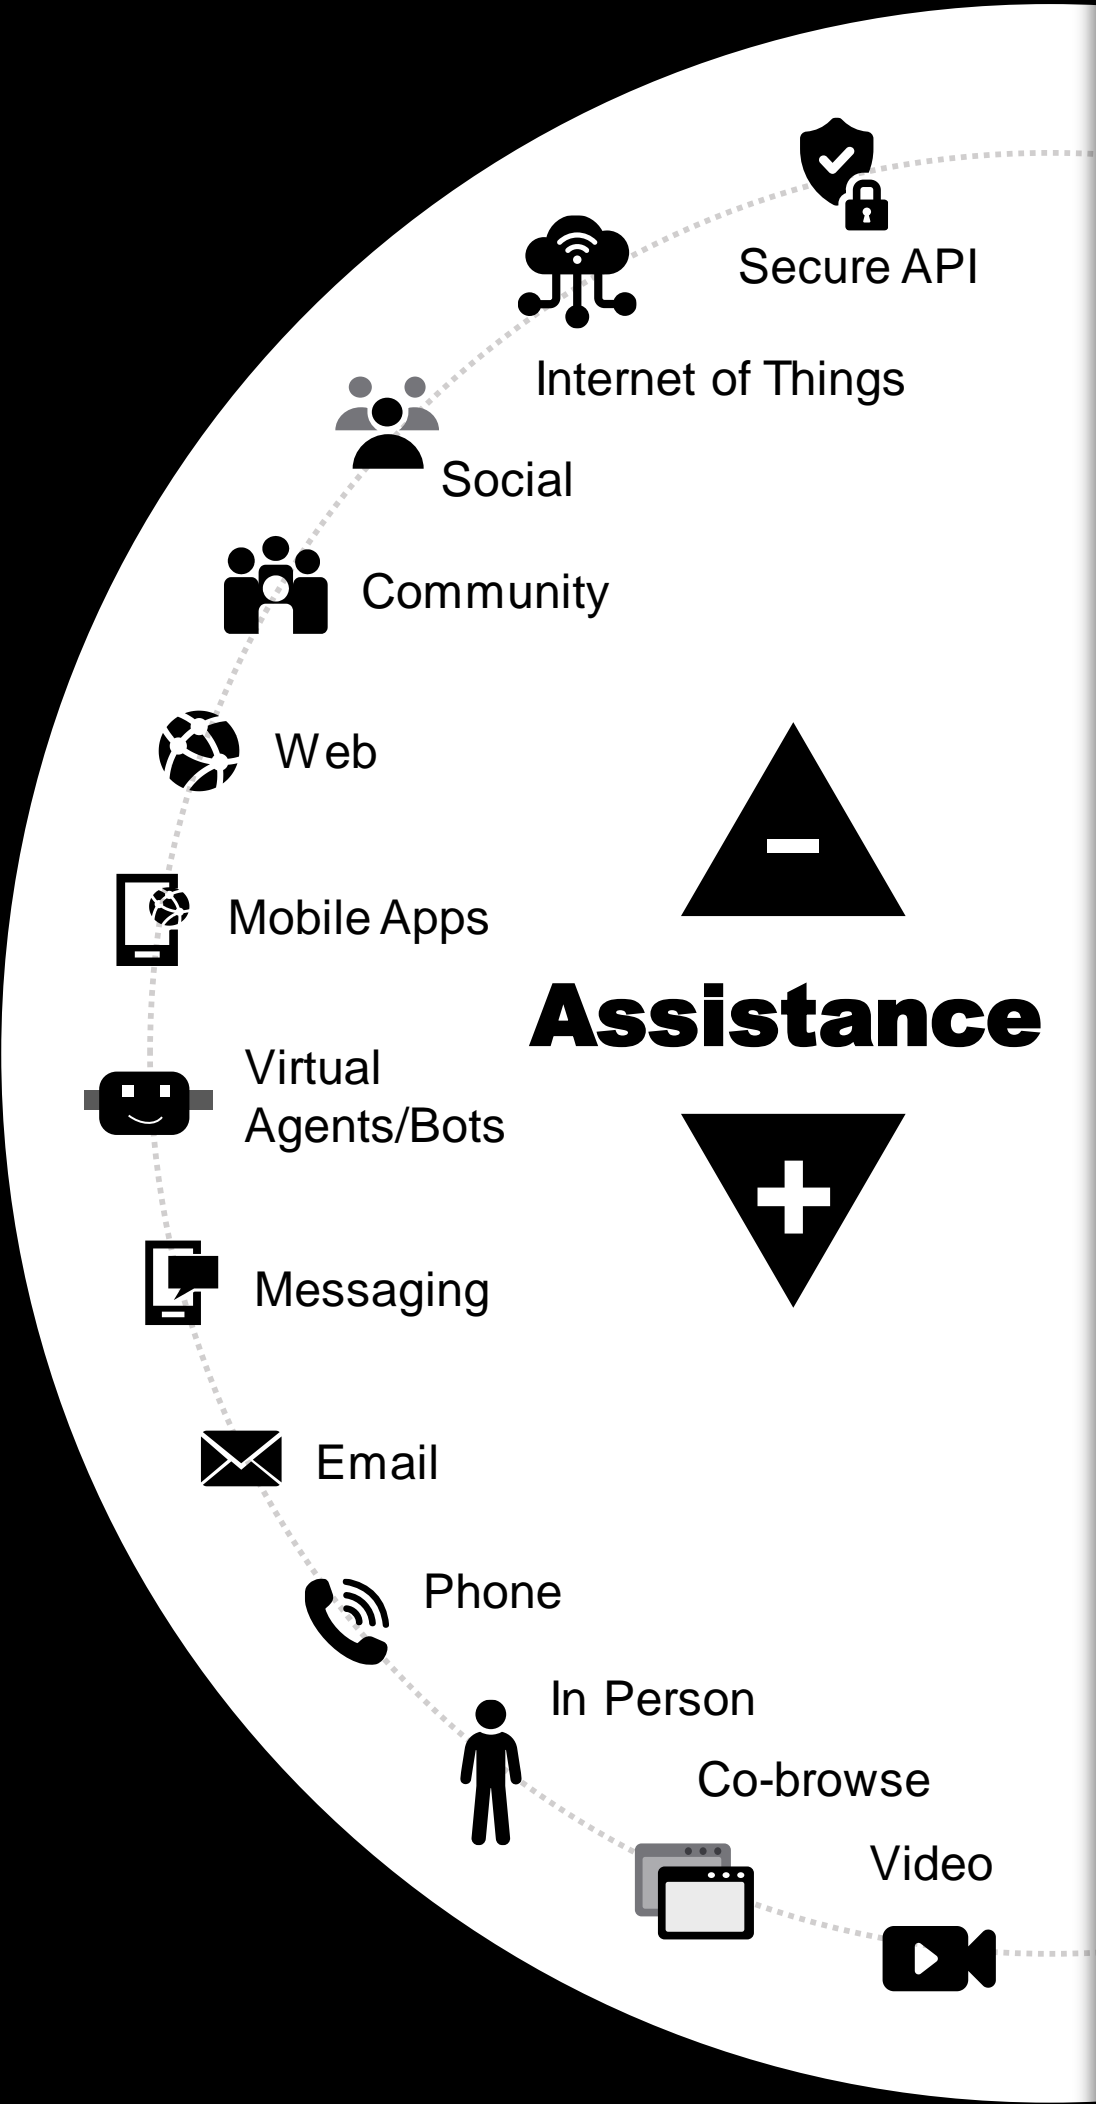 Secure API
Internet of Things
Social
Community
Web
Mobile Apps
-
Assistance
Virtual
Agents/Bots
+
Messaging
Email
Phone
In Person
Co-browse
Video